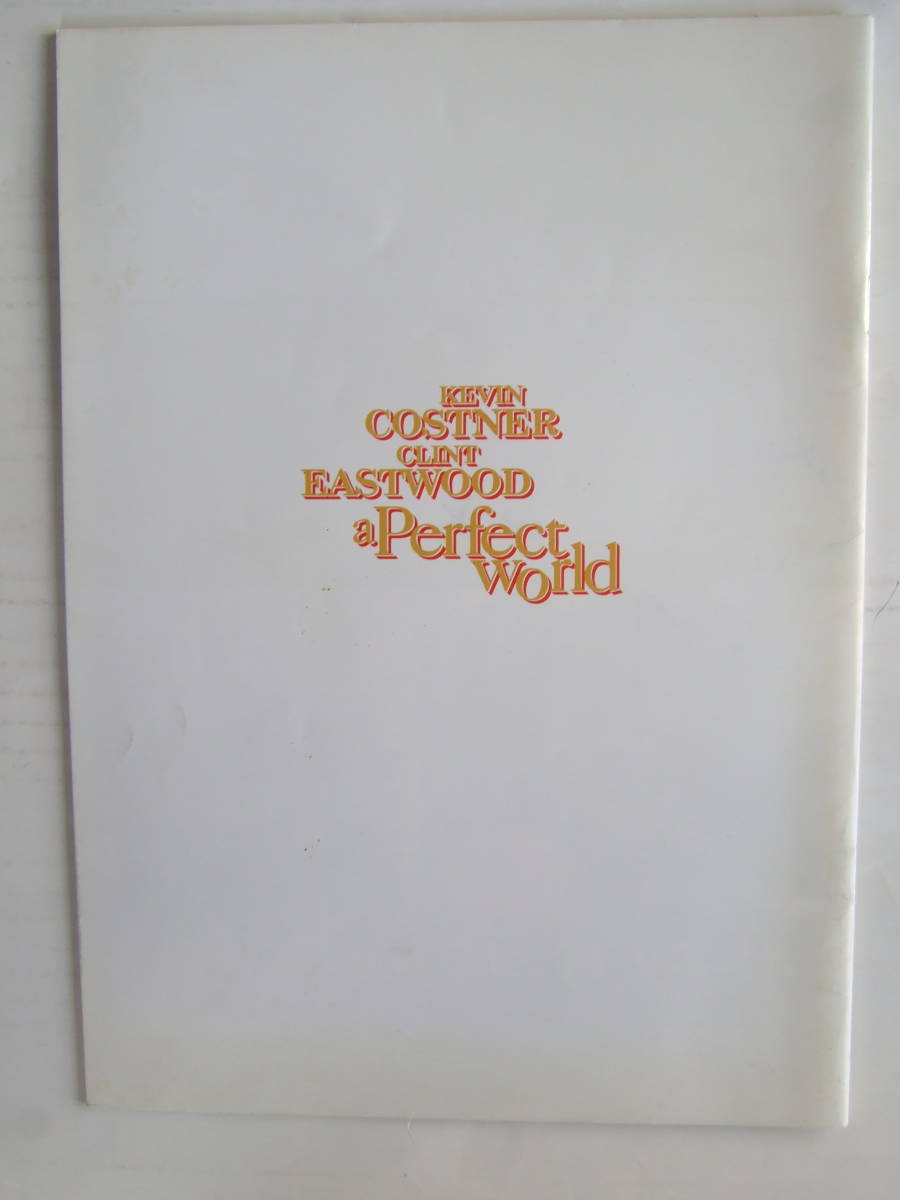 KEVIN
COSTNER
CLINT
EASTWOOD
a Perfect
world